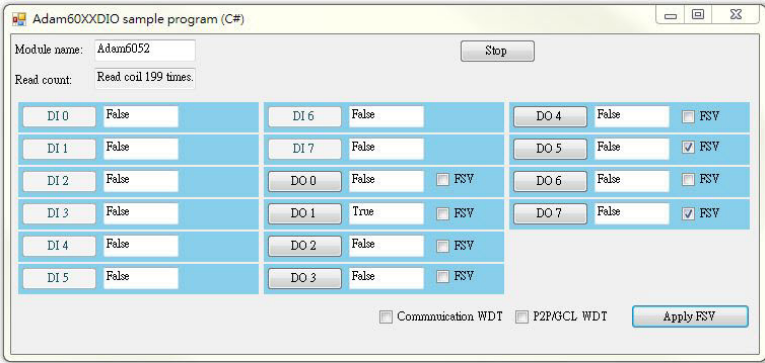 Adam60XXDIO sample program (C#)
Module name: Adam6052 Stop
Read count: Read coil 199 times.
DI 0 False DI 6 False DO 4 False FSV
DI 1 False DI 7 False DO 5 False FSV
DI 2 False DO 0 False FSV DO 6 False FSV
DI 3 False DO 1 True FSV DO 7 False FSV
DI 4 False DO 2 False FSV
DI 5 False DO 3 False FSV
Commnuication WDT P2P/GCL WDT Apply FSV